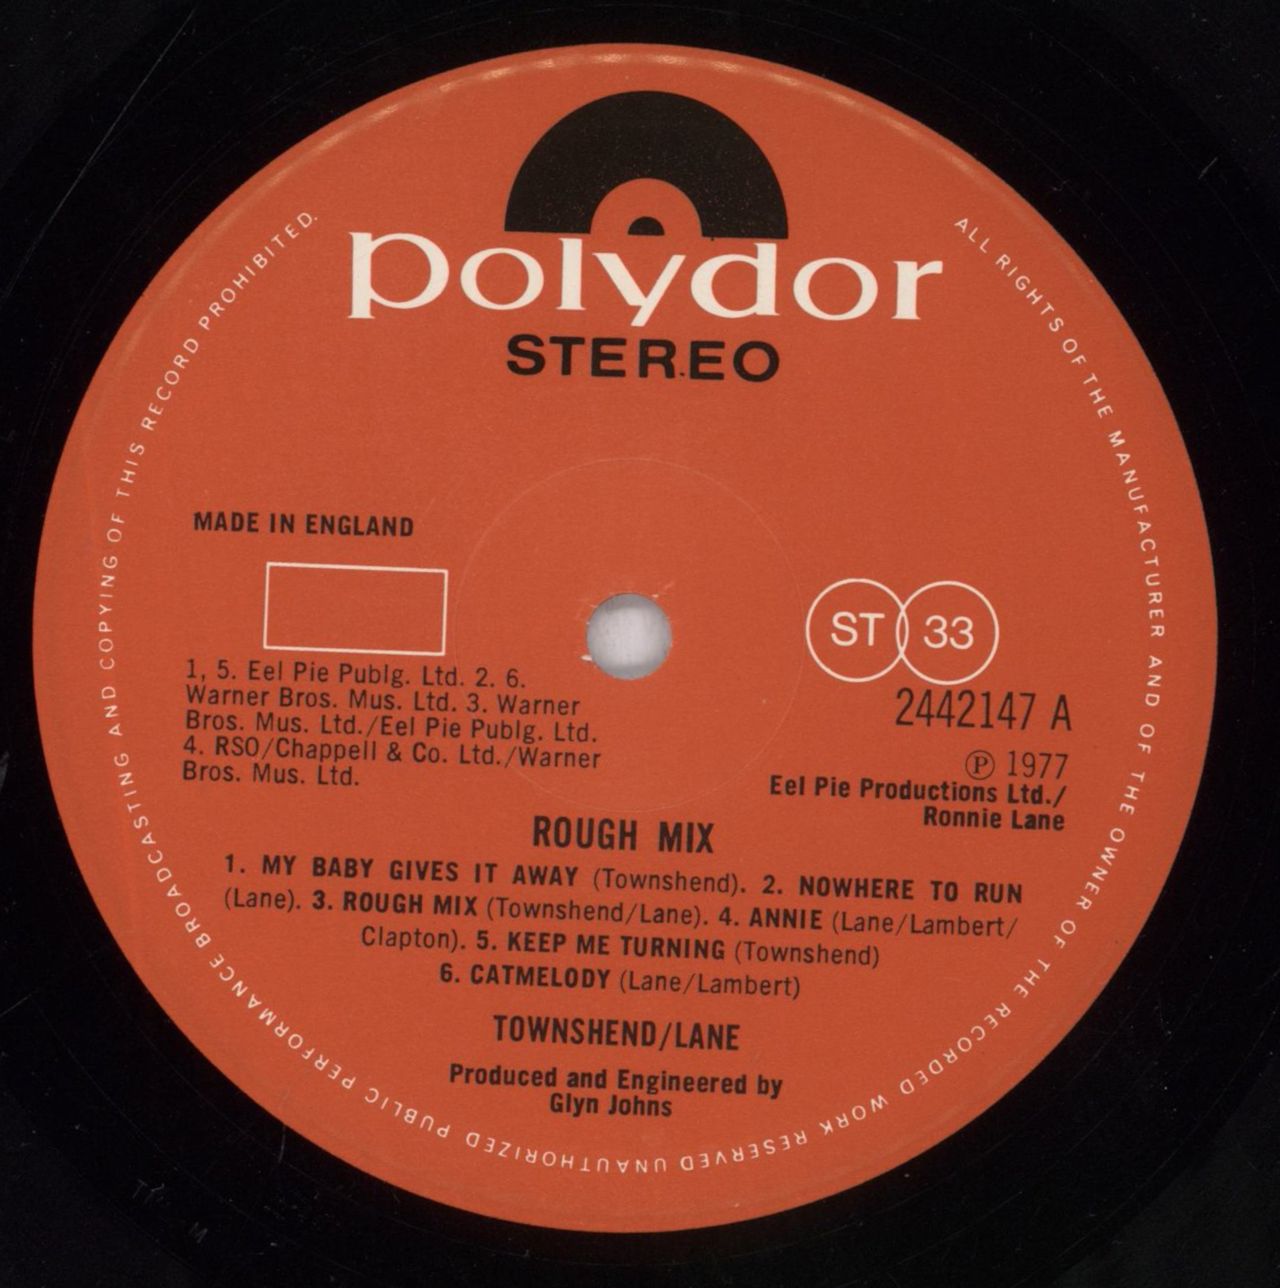 polydor
STEREO
ALL RIGHTS OF THE MANUFACTURER AND OF THE OWNER OF THE RECORDED WORK RESERVED UNAUTHORIZED PUBLIC PERFORMANCE BROADCASTING AND COPYING OF THIS RECORD PROHIBITED.
MADE IN ENGLAND
ST 33
1, 5. Eel Pie Publg. Ltd. 2. 6.
Warner Bros. Mus. Ltd. 3. Warner
Bros. Mus. Ltd./Eel Pie Publg. Ltd.
4. RSO/Chappell & Co. Ltd./Warner
Bros. Mus. Ltd.
2442147 A
Ⓟ 1977
Eel Pie Productions Ltd./
Ronnie Lane
ROUGH MIX
1. MY BABY GIVES IT AWAY (Townshend). 2. NOWHERE TO RUN
(Lane). 3. ROUGH MIX (Townshend/Lane). 4. ANNIE (Lane/Lambert/
Clapton). 5. KEEP ME TURNING (Townshend)
6. CATMELODY (Lane/Lambert)
TOWNSHEND/LANE
Produced and Engineered by
Glyn Johns